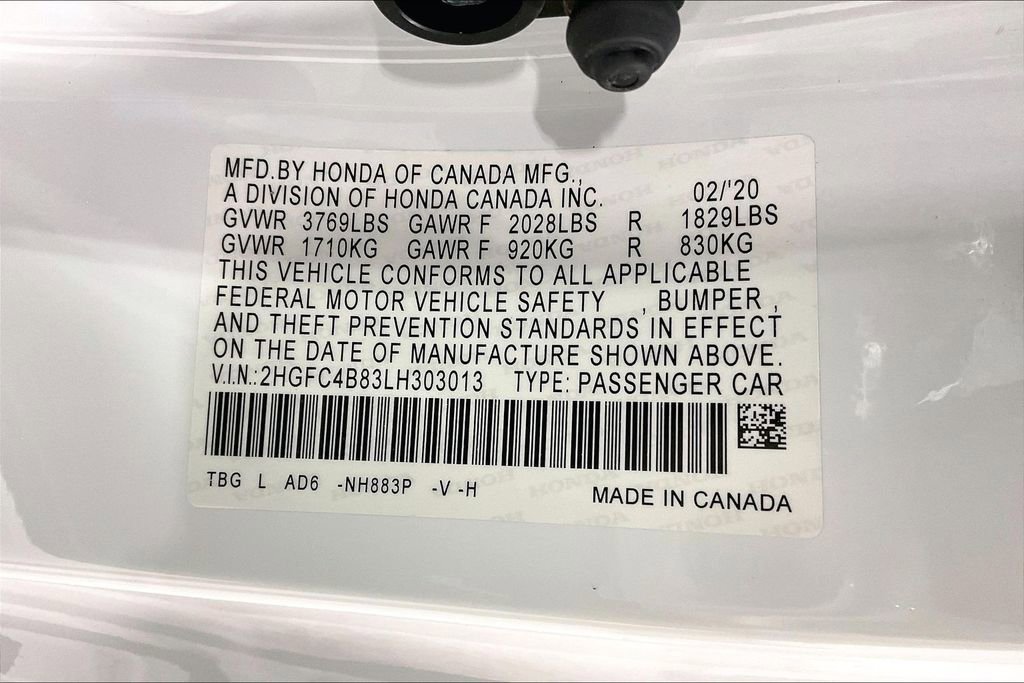 MFD.BY HONDA OF CANADA MFG.,
A DIVISION OF HONDA CANADA INC. 02/'20
GVWR 3769LBS GAWR F 2028LBS R 1829LBS
GVWR 1710KG GAWR F 920KG R 830KG
THIS VEHICLE CONFORMS TO ALL APPLICABLE
FEDERAL MOTOR VEHICLE SAFETY , BUMPER ,
AND THEFT PREVENTION STANDARDS IN EFFECT
ON THE DATE OF MANUFACTURE SHOWN ABOVE.
V.I.N.:2HGFC4B83LH303013 TYPE: PASSENGER CAR
TBG L AD6 -NH883P -V -H MADE IN CANADA